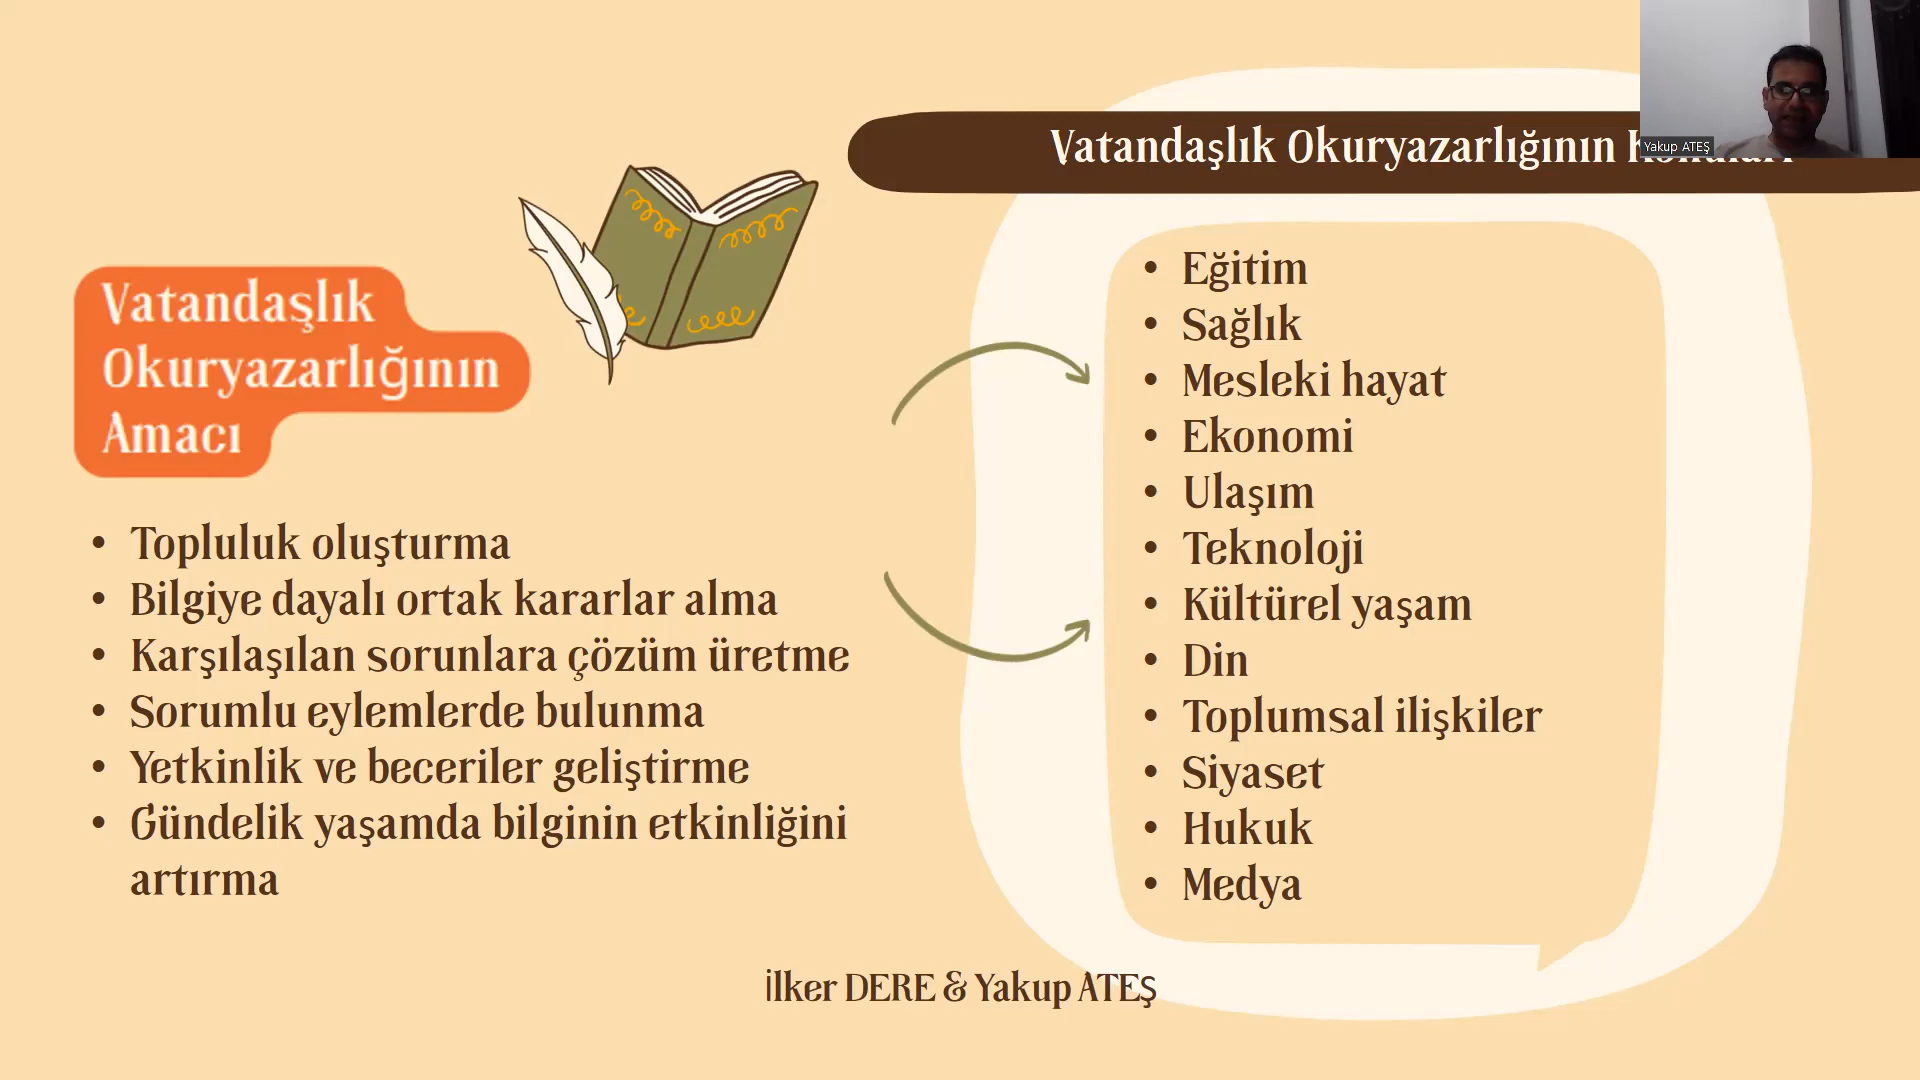 Vatandaşlık Okuryazarlığının
Yakup ATEŞ
Vatandaşlık
Okuryazarlığının
Amacı
• Topluluk oluşturma
• Bilgiye dayalı ortak kararlar alma
• Karşılaşılan sorunlara çözüm üretme
• Sorumlu eylemlerde bulunma
• Yetkinlik ve beceriler geliştirme
• Gündelik yaşamda bilginin etkinliğini
artırma
• Eğitim
• Sağlık
• Mesleki hayat
• Ekonomi
• Ulaşım
• Teknoloji
• Kültürel yaşam
• Din
• Toplumsal ilişkiler
• Siyaset
• Hukuk
• Medya
İlker DERE & Yakup ATEŞ